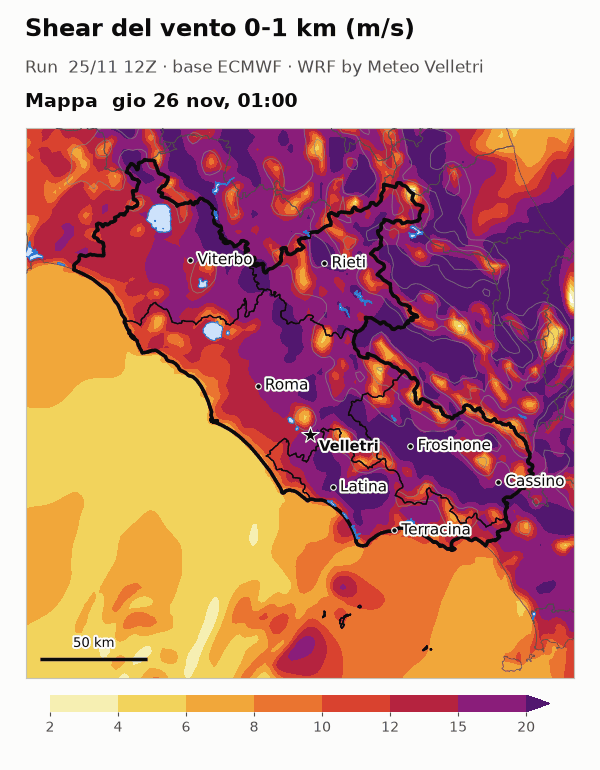 Shear del vento 0-1 km (m/s)
Run  25/11 12Z · base ECMWF · WRF by Meteo Velletri
Mappa  gio 26 nov, 01:00
Viterbo
Rieti
Roma
Velletri
Frosinone
Latina
Cassino
Terracina
50 km
2 4 6 8 10 12 15 20